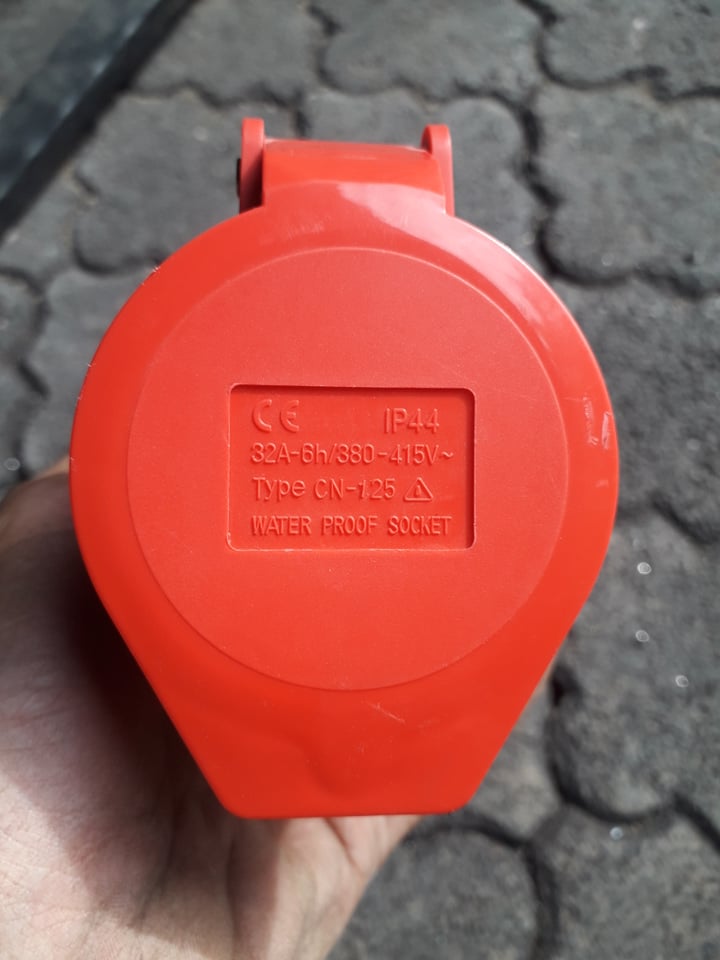 CE IP44
32A-6h/380-415V~
Type CN-125
WATER PROOF SOCKET